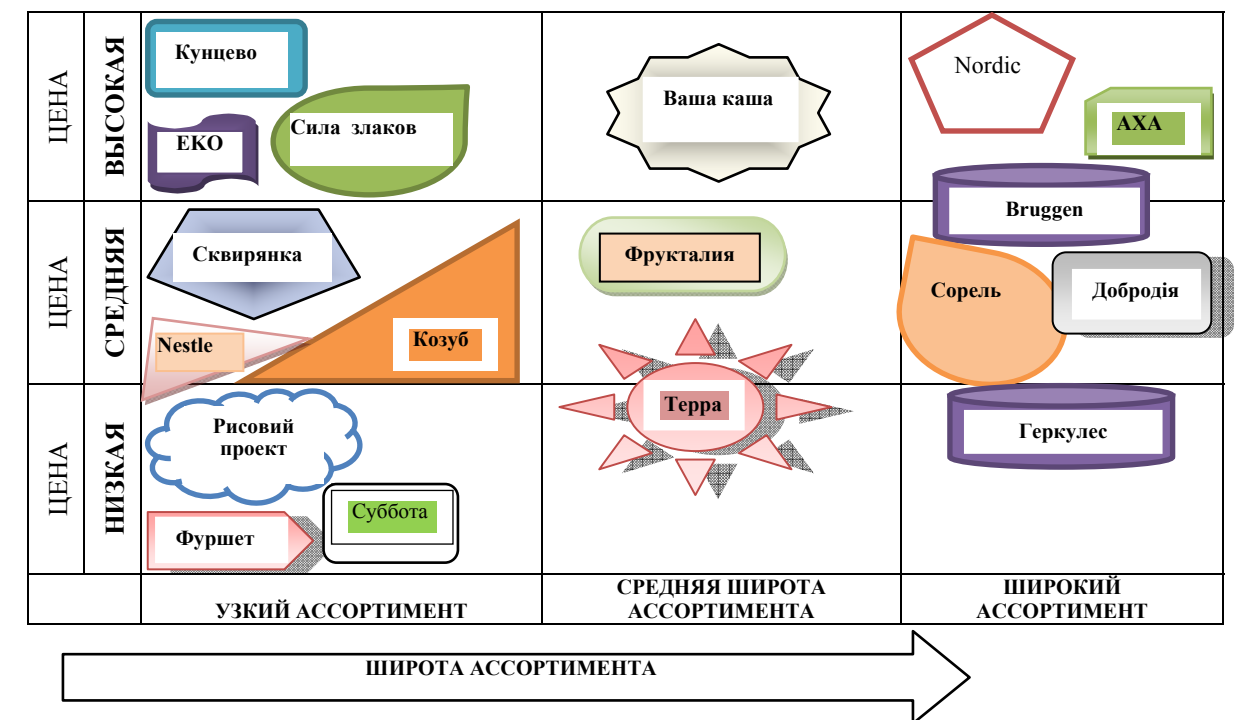 ЦЕНА
ВЫСОКАЯ
Кунцево
ЕКО
Сила злаков
Ваша каша
Nordic
АХА
Bruggen
ЦЕНА
СРЕДНЯЯ
Сквирянка
Nestle
Козуб
Фрукталия
Сорель
Добродія
ЦЕНА
НИЗКАЯ
Рисовий
проект
Суббота
Фуршет
Терра
Геркулес
УЗКИЙ АССОРТИМЕНТ
СРЕДНЯЯ ШИРОТА
АССОРТИМЕНТА
ШИРОКИЙ
АССОРТИМЕНТ
ШИРОТА АССОРТИМЕНТА